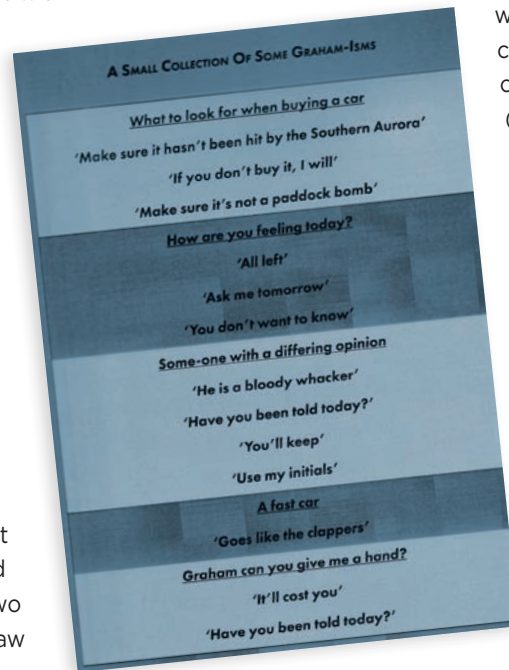 A SMALL COLLECTION OF SOME GRAHAM-ISMS
What to look for when buying a car
'Make sure it hasn't been hit by the Southern Aurora'
'If you don't buy it, I will'
'Make sure it's not a paddock bomb'
How are you feeling today?
'All left'
'Ask me tomorrow'
'You don't want to know'
Some-one with a differing opinion
'He is a bloody whacker'
'Have you been told today?'
'You'll keep'
'Use my initials'
A fast car
'Goes like the clappers'
Graham can you give me a hand?
'It'll cost you'
'Have you been told today?'